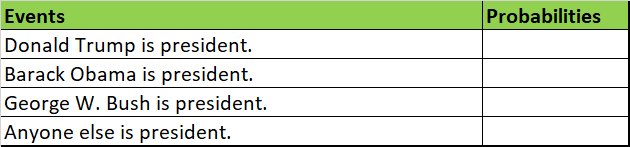 Events Probabilities
Donald Trump is president.
Barack Obama is president.
George W. Bush is president.
Anyone else is president.